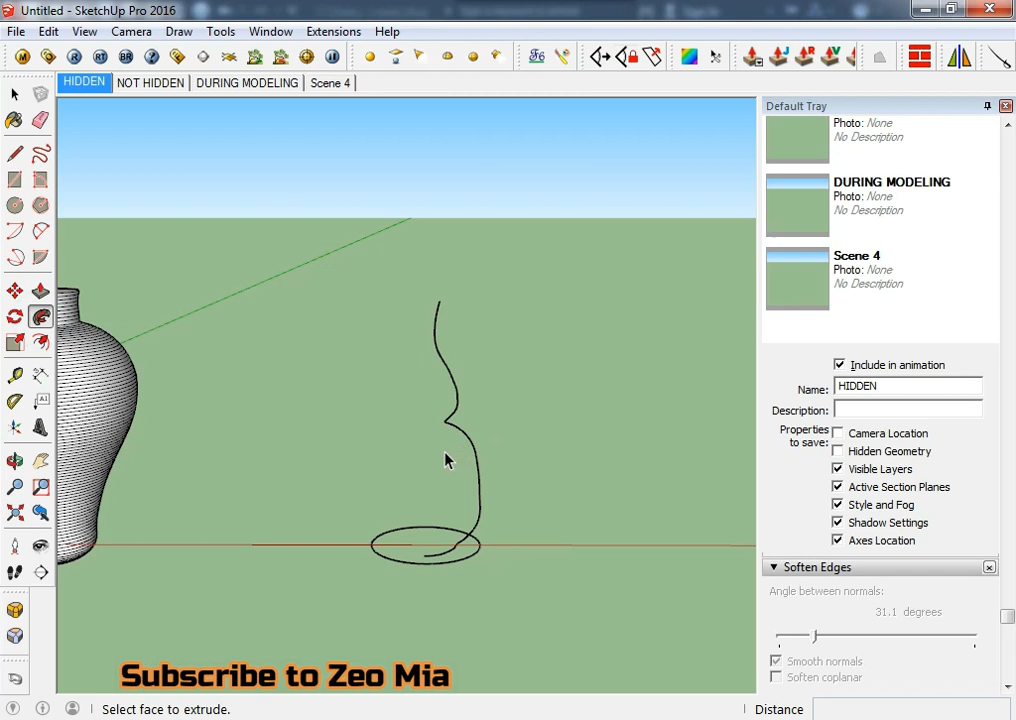 Untitled - SketchUp Pro 2016
File Edit View Camera Draw Tools Window Extensions Help
HIDDEN NOT HIDDEN DURING MODELING Scene 4
Default Tray
Photo: None
No Description
DURING MODELING
Photo: None
No Description
Scene 4
Photo: None
No Description
Include in animation
Name: HIDDEN
Description:
Properties to save:
Camera Location
Hidden Geometry
Visible Layers
Active Section Planes
Style and Fog
Shadow Settings
Axes Location
Soften Edges
Angle between normals:
31.1 degrees
Smooth normals
Soften coplanar
Subscribe to Zeo Mia
Select face to extrude.
Distance